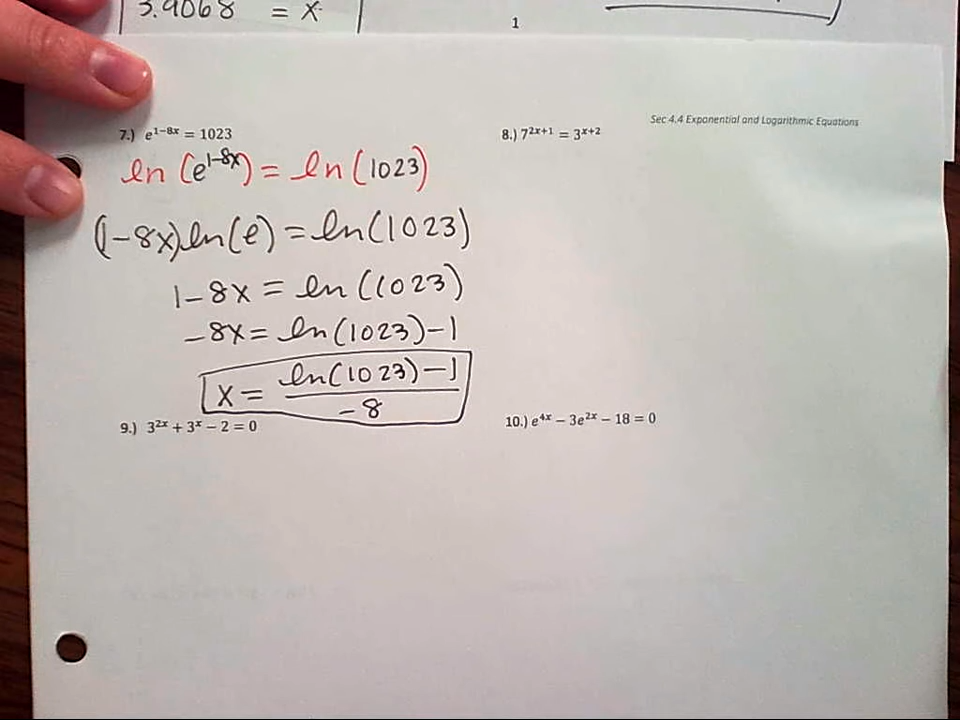 3.9068 = x
1
Sec 4.4 Exponential and Logarithmic Equations
7.) e^{1−8x} = 1023
ln(e^{1−8x}) = ln(1023)
(1−8x)ln(e) = ln(1023)
1−8x = ln(1023)
−8x = ln(1023)−1
x = \frac{ln(1023)−1}{−8}
8.) 7^{2x+1} = 3^{x+2}
9.) 3^{2x} + 3^{x} − 2 = 0
10.) e^{4x} − 3e^{2x} − 18 = 0